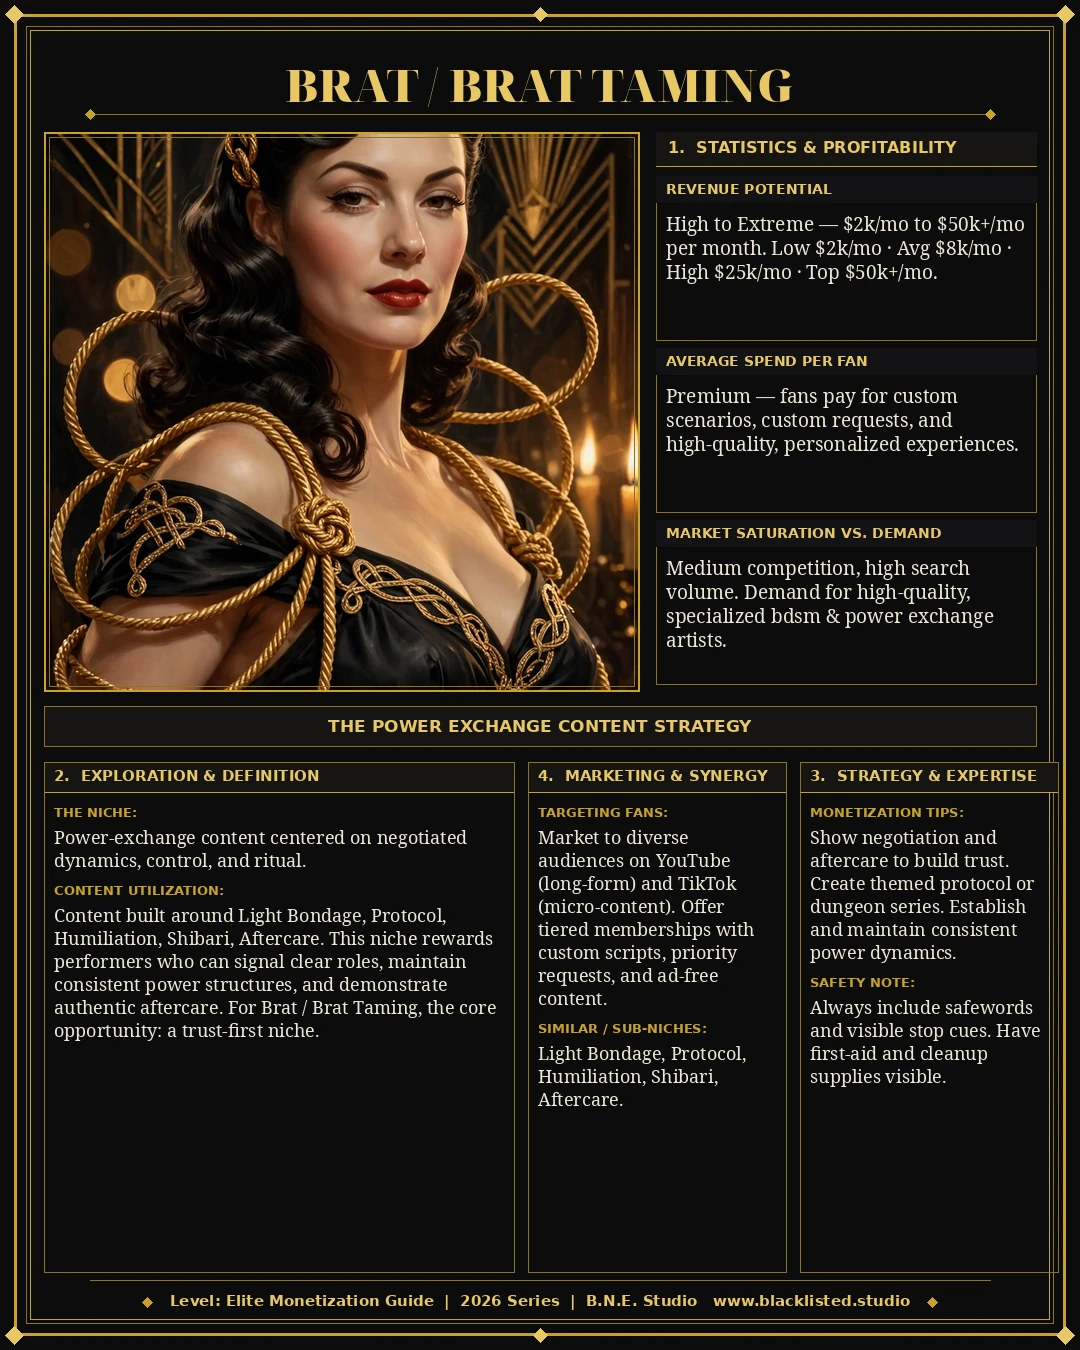 BRAT / BRAT TAMING
1. STATISTICS & PROFITABILITY
REVENUE POTENTIAL
High to Extreme — $2k/mo to $50k+/mo
per month. Low $2k/mo · Avg $8k/mo ·
High $25k/mo · Top $50k+/mo.
AVERAGE SPEND PER FAN
Premium — fans pay for custom
scenarios, custom requests, and
high-quality, personalized experiences.
MARKET SATURATION VS. DEMAND
Medium competition, high search
volume. Demand for high-quality,
specialized bdsm & power exchange
artists.
THE POWER EXCHANGE CONTENT STRATEGY
2. EXPLORATION & DEFINITION
THE NICHE:
Power-exchange content centered on negotiated
dynamics, control, and ritual.
CONTENT UTILIZATION:
Content built around Light Bondage, Protocol,
Humiliation, Shibari, Aftercare. This niche rewards
performers who can signal clear roles, maintain
consistent power structures, and demonstrate
authentic aftercare. For Brat / Brat Taming, the core
opportunity: a trust-first niche.
4. MARKETING & SYNERGY
TARGETING FANS:
Market to diverse
audiences on YouTube
(long-form) and TikTok
(micro-content). Offer
tiered memberships with
custom scripts, priority
requests, and ad-free
content.
SIMILAR / SUB-NICHES:
Light Bondage, Protocol,
Humiliation, Shibari,
Aftercare.
3. STRATEGY & EXPERTISE
MONETIZATION TIPS:
Show negotiation and
aftercare to build trust.
Create themed protocol or
dungeon series. Establish
and maintain consistent
power dynamics.
SAFETY NOTE:
Always include safewords
and visible stop cues. Have
first-aid and cleanup
supplies visible.
Level: Elite Monetization Guide | 2026 Series | B.N.E. Studio www.blacklisted.studio